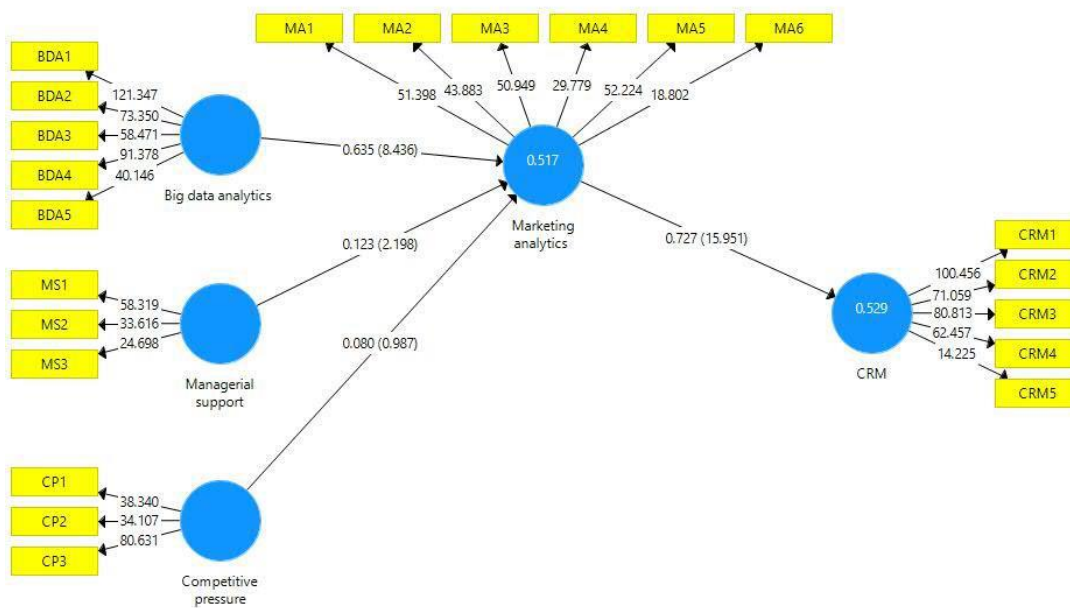 MA1
MA2
MA3
MA4
MA5
MA6
51.398
43.883
50.949
29.779
52.224
18.802
BDA1
BDA2
BDA3
BDA4
BDA5
121.347
73.350
58.471
91.378
40.146
Big data analytics
0.635 (8.436)
0.517
Marketing
analytics
MS1
MS2
MS3
58.319
33.616
24.698
Managerial
support
0.123 (2.198)
CP1
CP2
CP3
38.340
34.107
80.631
Competitive
pressure
0.080 (0.987)
0.727 (15.951)
0.529
CRM
100.456
71.059
80.813
62.457
14.225
CRM1
CRM2
CRM3
CRM4
CRM5